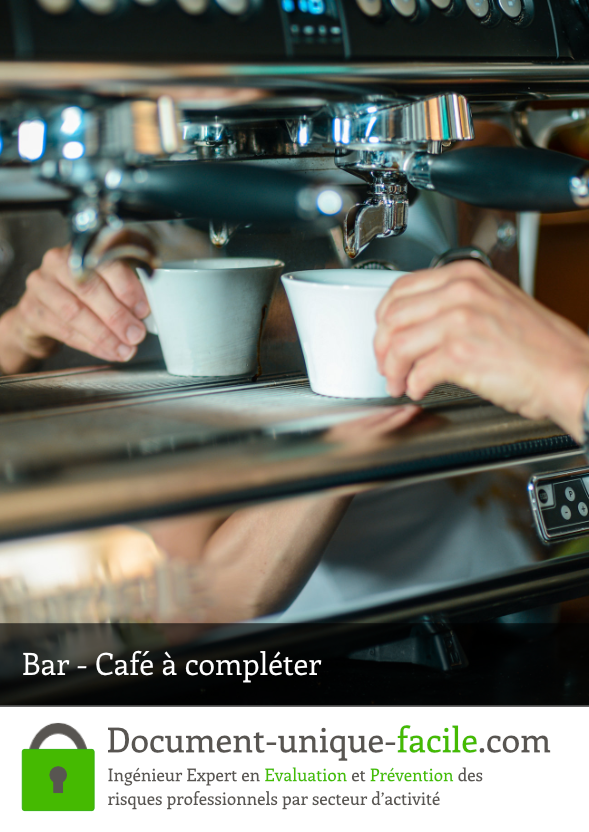 Bar - Café à compléter
Document-unique-facile.com
Ingénieur Expert en Evaluation et Prévention des
risques professionnels par secteur d’activité